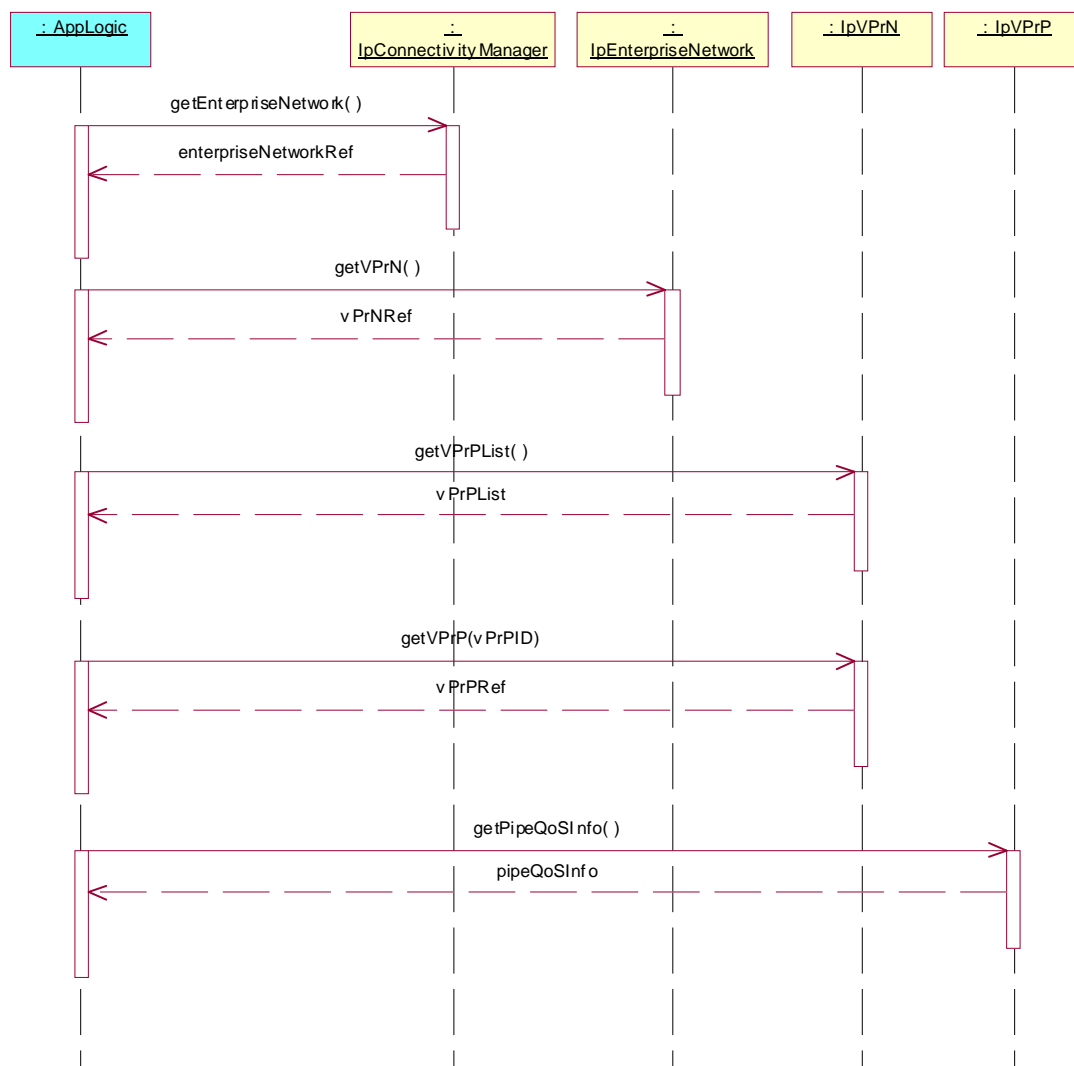 : AppLogic
:
IpConnectivityManager
:
IpEnterpriseNetwork
: IpVPrN
: IpVPrP
getEnterpriseNetwork( )
enterpriseNetworkRef
getVPrN( )
vPrNRef
getVPrPList( )
vPrPList
getVPrP(vPrPID)
vPrPRef
getPipeQoSInfo( )
pipeQoSInfo